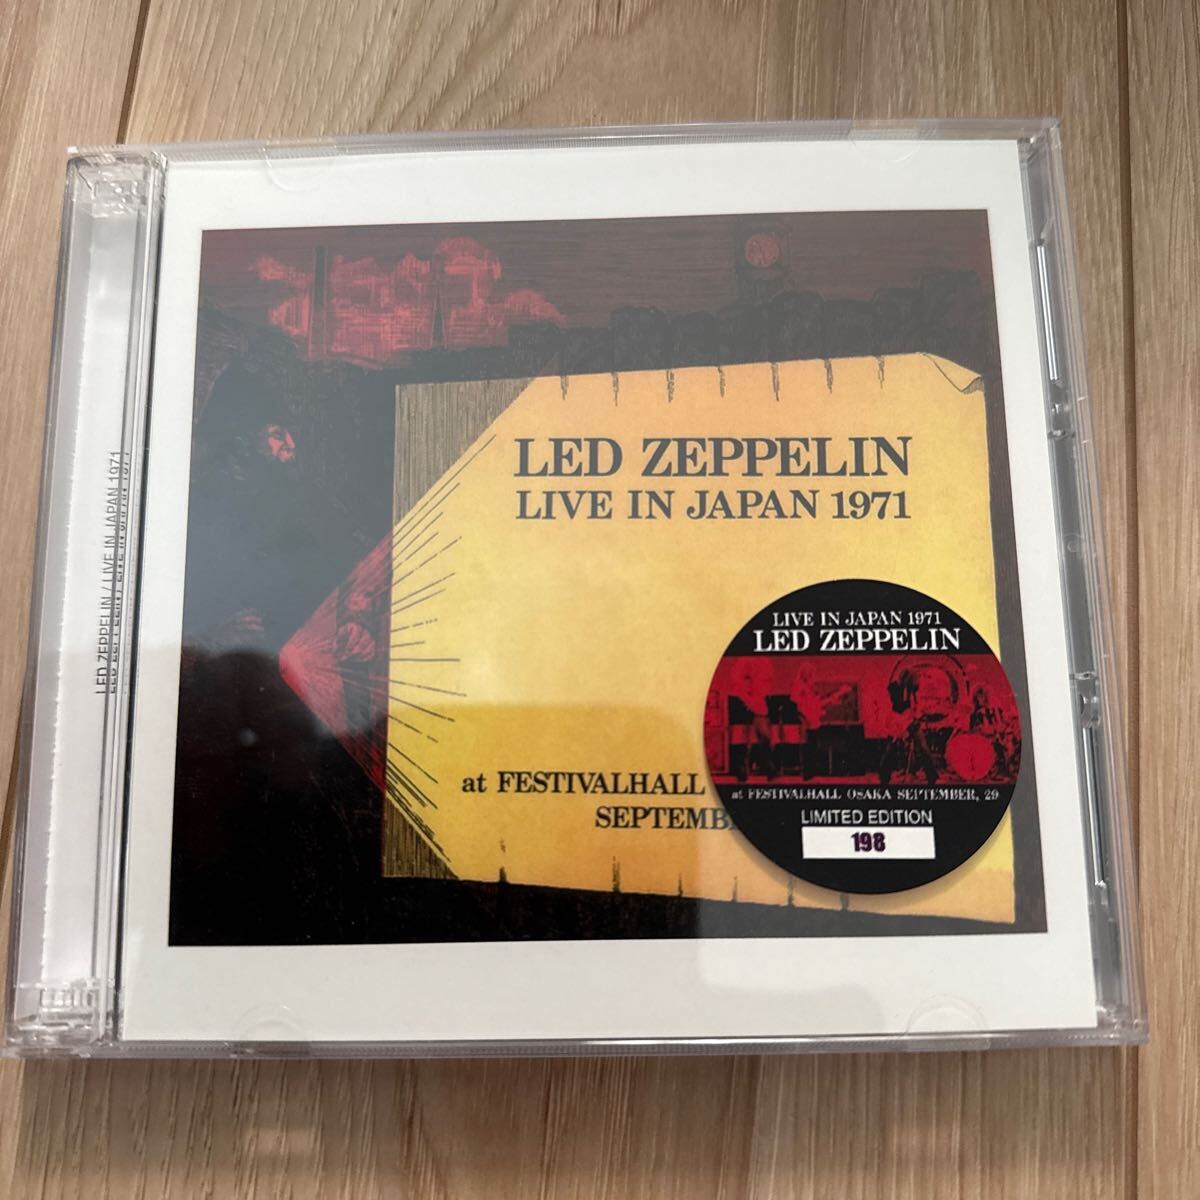 LED ZEPPELIN / LIVE IN JAPAN 1971
LED ZEPPELIN
LIVE IN JAPAN 1971
at FESTIVALHALL
SEPTEMB
LIVE IN JAPAN 1971
LED ZEPPELIN
at FESTIVALHALL OSAKA SEPTEMBER, 29
LIMITED EDITION
198